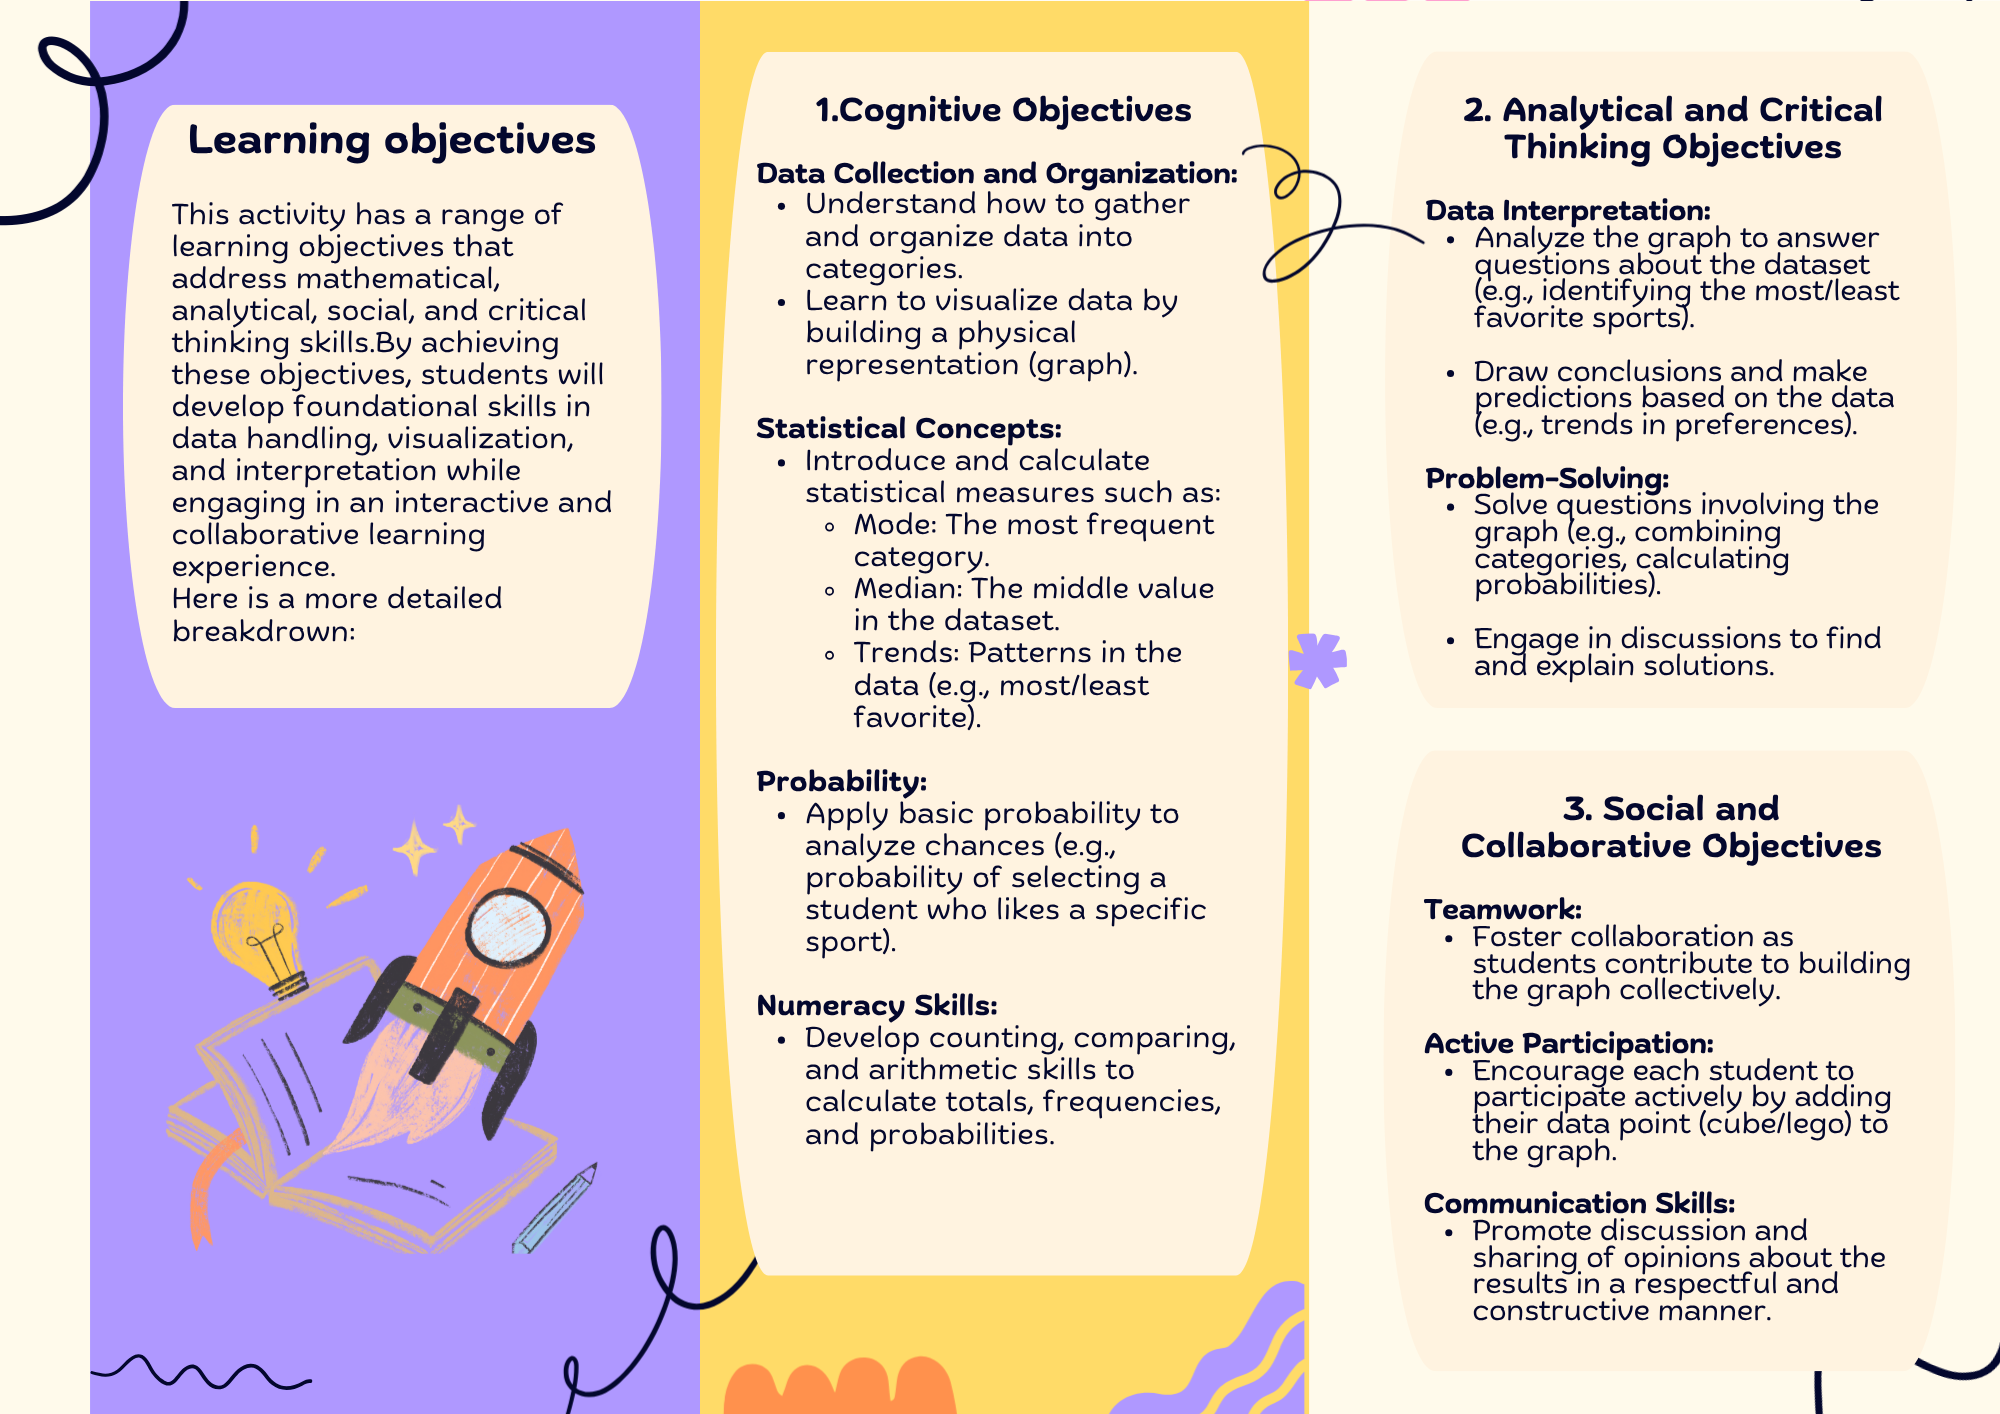 Learning objectives
This activity has a range of
learning objectives that
address mathematical,
analytical, social, and critical
thinking skills.By achieving
these objectives, students will
develop foundational skills in
data handling, visualization,
and interpretation while
engaging in an interactive and
collaborative learning
experience.
Here is a more detailed
breakdrown:
1.Cognitive Objectives
Data Collection and Organization:
• Understand how to gather
and organize data into
categories.
• Learn to visualize data by
building a physical
representation (graph).
Statistical Concepts:
• Introduce and calculate
statistical measures such as:
◦ Mode: The most frequent
category.
◦ Median: The middle value
in the dataset.
◦ Trends: Patterns in the
data (e.g., most/least
favorite).
Probability:
• Apply basic probability to
analyze chances (e.g.,
probability of selecting a
student who likes a specific
sport).
Numeracy Skills:
• Develop counting, comparing,
and arithmetic skills to
calculate totals, frequencies,
and probabilities.
2. Analytical and Critical
Thinking Objectives
Data Interpretation:
• Analyze the graph to answer
questions about the dataset
(e.g., identifying the most/least
favorite sports).
• Draw conclusions and make
predictions based on the data
(e.g., trends in preferences).
Problem-Solving:
• Solve questions involving the
graph (e.g., combining
categories, calculating
probabilities).
• Engage in discussions to find
and explain solutions.
3. Social and
Collaborative Objectives
Teamwork:
• Foster collaboration as
students contribute to building
the graph collectively.
Active Participation:
• Encourage each student to
participate actively by adding
their data point (cube/lego) to
the graph.
Communication Skills:
• Promote discussion and
sharing of opinions about the
results in a respectful and
constructive manner.